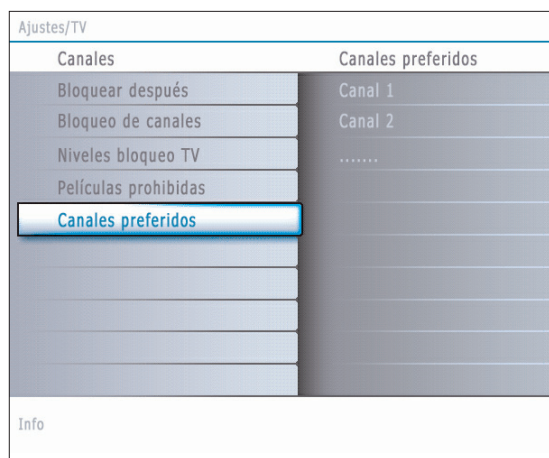 Ajustes/TV
Canales
Canales preferidos
Bloquear después
Canal 1
Bloqueo de canales
Canal 2
Niveles bloqueo TV
.......
Películas prohibidas
Canales preferidos
Info